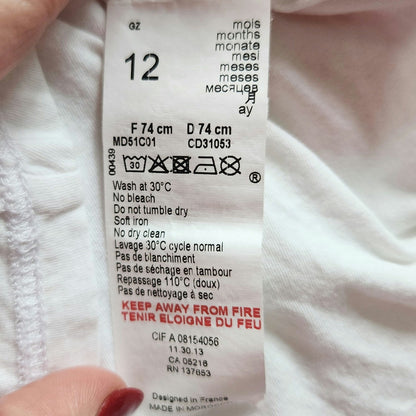 GZ
12
mois
months
monate
mesi
meses
meses
месяцев
月
ay
F 74 cm D 74 cm
MD51C01 CD31053
00439
30
®
Wash at 30°C
No bleach
Do not tumble dry
Soft iron
No dry clean
Lavage 30°C cycle normal
Pas de blanchiment
Pas de séchage en tambour
Repassage 110°C (doux)
Pas de nettoyage à sec
KEEP AWAY FROM FIRE
TENIR ELOIGNE DU FEU
CIF A 08154056
11.30.13
CA 05216
RN 137653
Designed in France
MADE IN